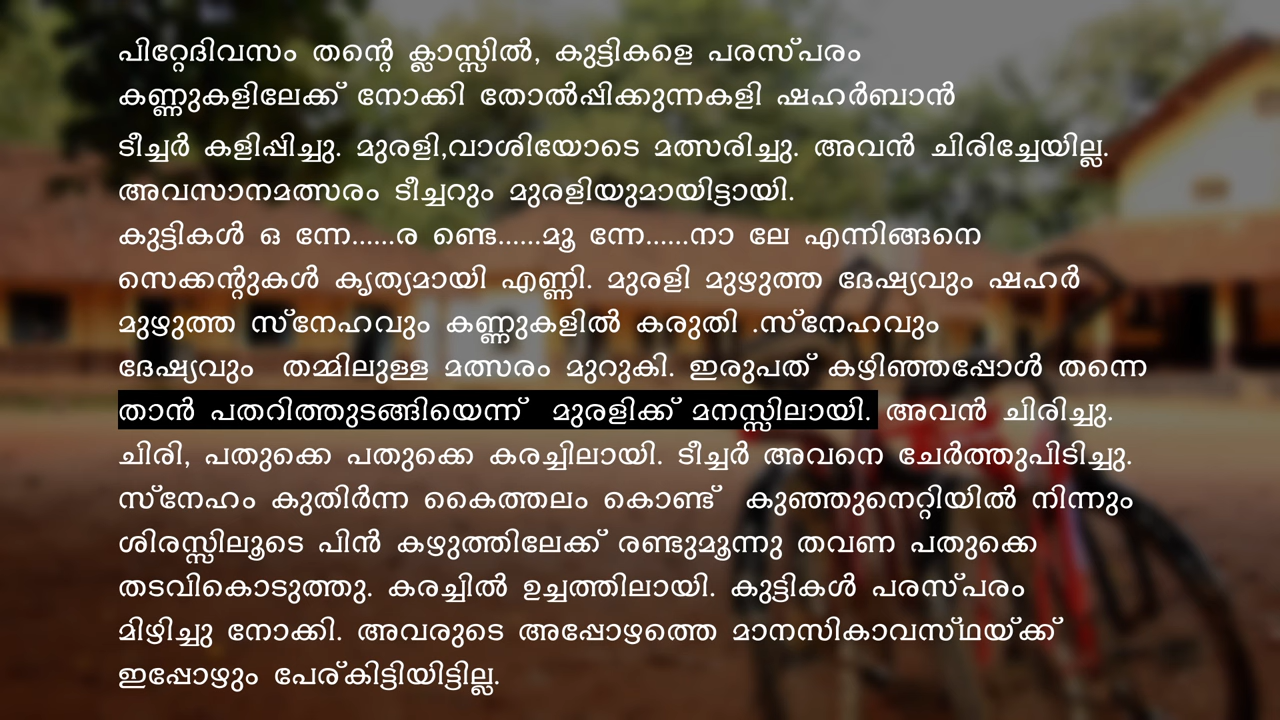 പിറ്റേദിവസം തന്റെ ക്ലാസ്സിൽ, കുട്ടികളെ പരസ്പരം
കണ്ണുകളിലേക്ക് നോക്കി തോൽപ്പിക്കുന്നകളി ഷഹർബാൻ
ടീച്ചർ കളിപ്പിച്ചു. മുരളി,വാശിയോടെ മത്സരിച്ചു. അവൻ ചിരിച്ചേയില്ല.
അവസാനമത്സരം ടീച്ചറും മുരളിയുമായിട്ടായി.
കുട്ടികൾ ഒ ന്നേ......ര ണ്ടെ......മൂ ന്നേ......നാ ലേ എന്നിങ്ങനെ
സെക്കന്റുകൾ കൃത്യമായി എണ്ണി. മുരളി മുഴുത്ത ദേഷ്യവും ഷഹർ
മുഴുത്ത സ്നേഹവും കണ്ണുകളിൽ കരുതി .സ്നേഹവും
ദേഷ്യവും തമ്മിലുള്ള മത്സരം മുറുകി. ഇരുപത് കഴിഞ്ഞപ്പോൾ തന്നെ
താൻ പതറിത്തുടങ്ങിയെന്ന് മുരളിക്ക് മനസ്സിലായി. അവൻ ചിരിച്ചു.
ചിരി, പതുക്കെ പതുക്കെ കരച്ചിലായി. ടീച്ചർ അവനെ ചേർത്തുപിടിച്ചു.
സ്നേഹം കുതിർന്ന കൈത്തലം കൊണ്ട് കുഞ്ഞുനെറ്റിയിൽ നിന്നും
ശിരസ്സിലൂടെ പിൻ കഴുത്തിലേക്ക് രണ്ടുമൂന്നു തവണ പതുക്കെ
തടവികൊടുത്തു. കരച്ചിൽ ഉച്ചത്തിലായി. കുട്ടികൾ പരസ്പരം
മിഴിച്ചു നോക്കി. അവരുടെ അപ്പോഴത്തെ മാനസികാവസ്ഥയ്ക്ക്
ഇപ്പോഴും പേര്കിട്ടിയിട്ടില്ല.